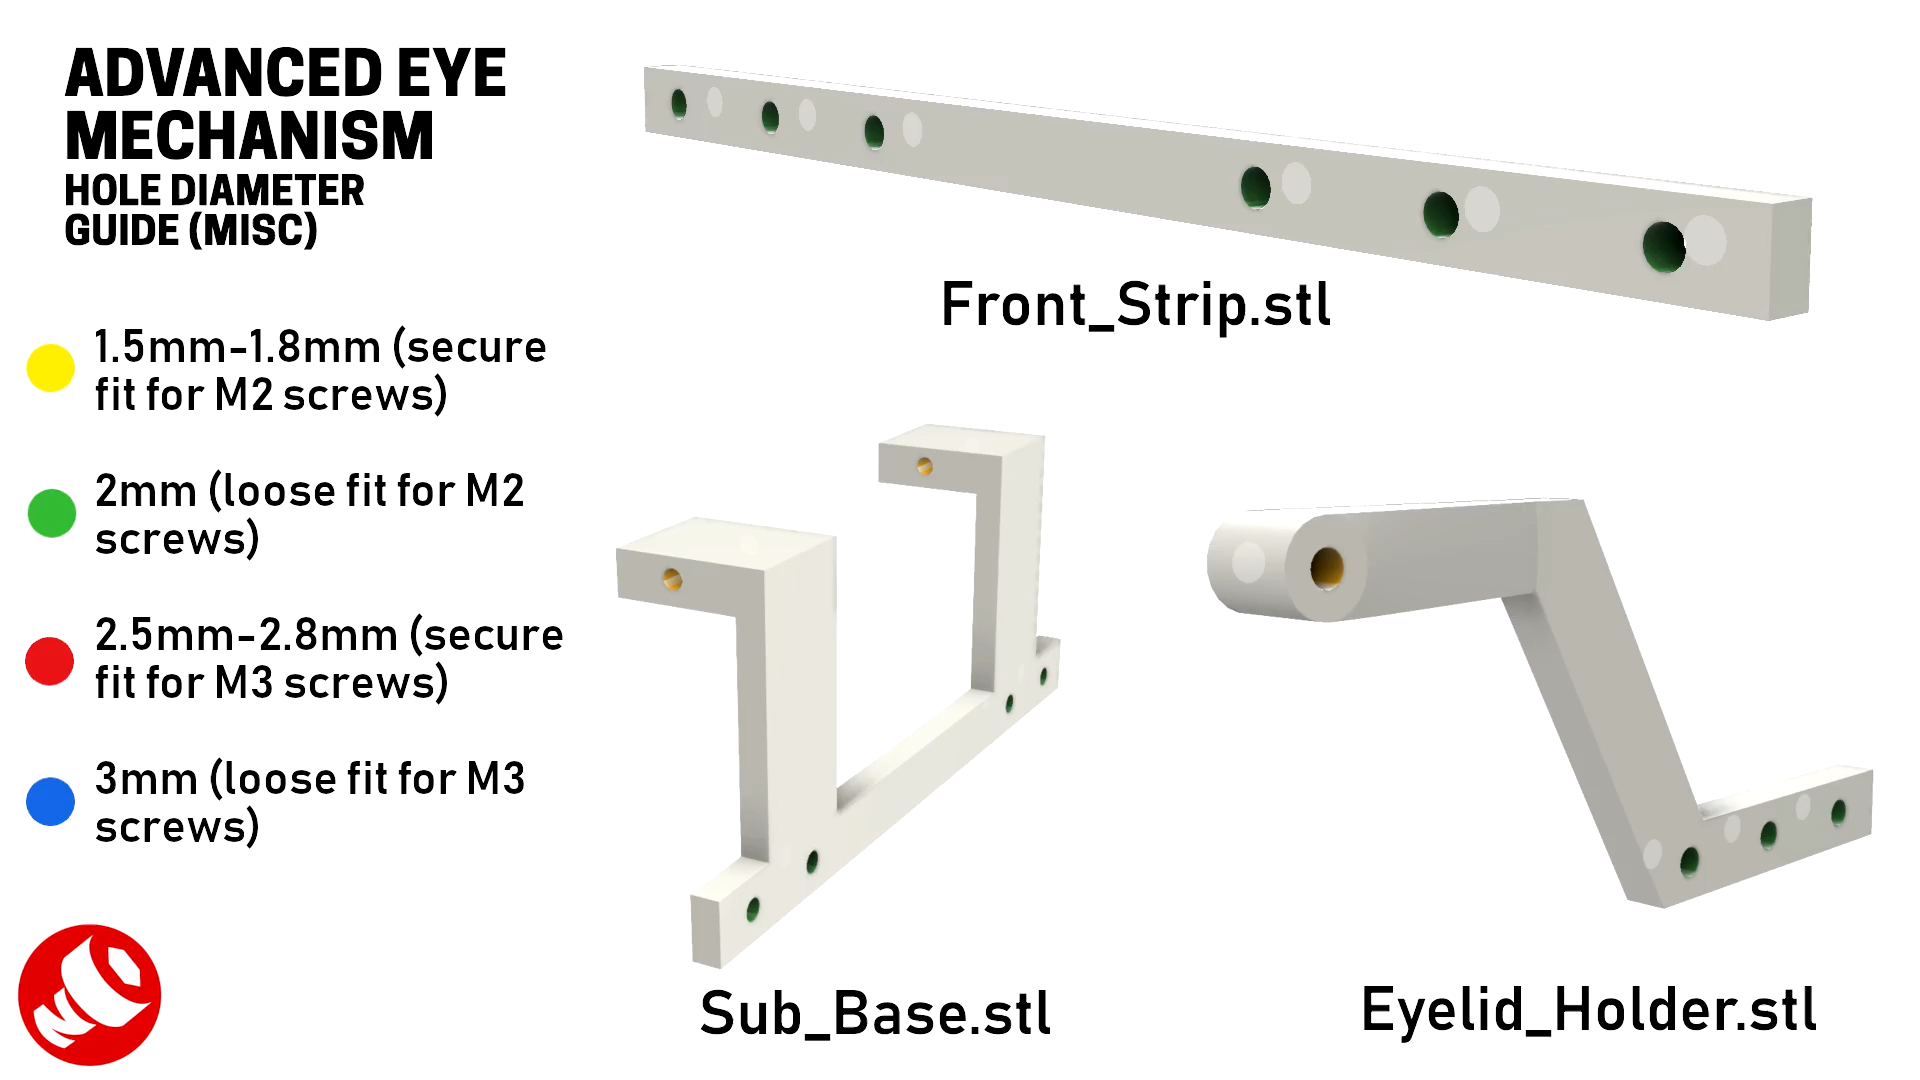 ADVANCED EYE
MECHANISM
HOLE DIAMETER
GUIDE (MISC)
1.5mm-1.8mm (secure
fit for M2 screws)
2mm (loose fit for M2
screws)
2.5mm-2.8mm (secure
fit for M3 screws)
3mm (loose fit for M3
screws)
Front_Strip.stl
Sub_Base.stl
Eyelid_Holder.stl